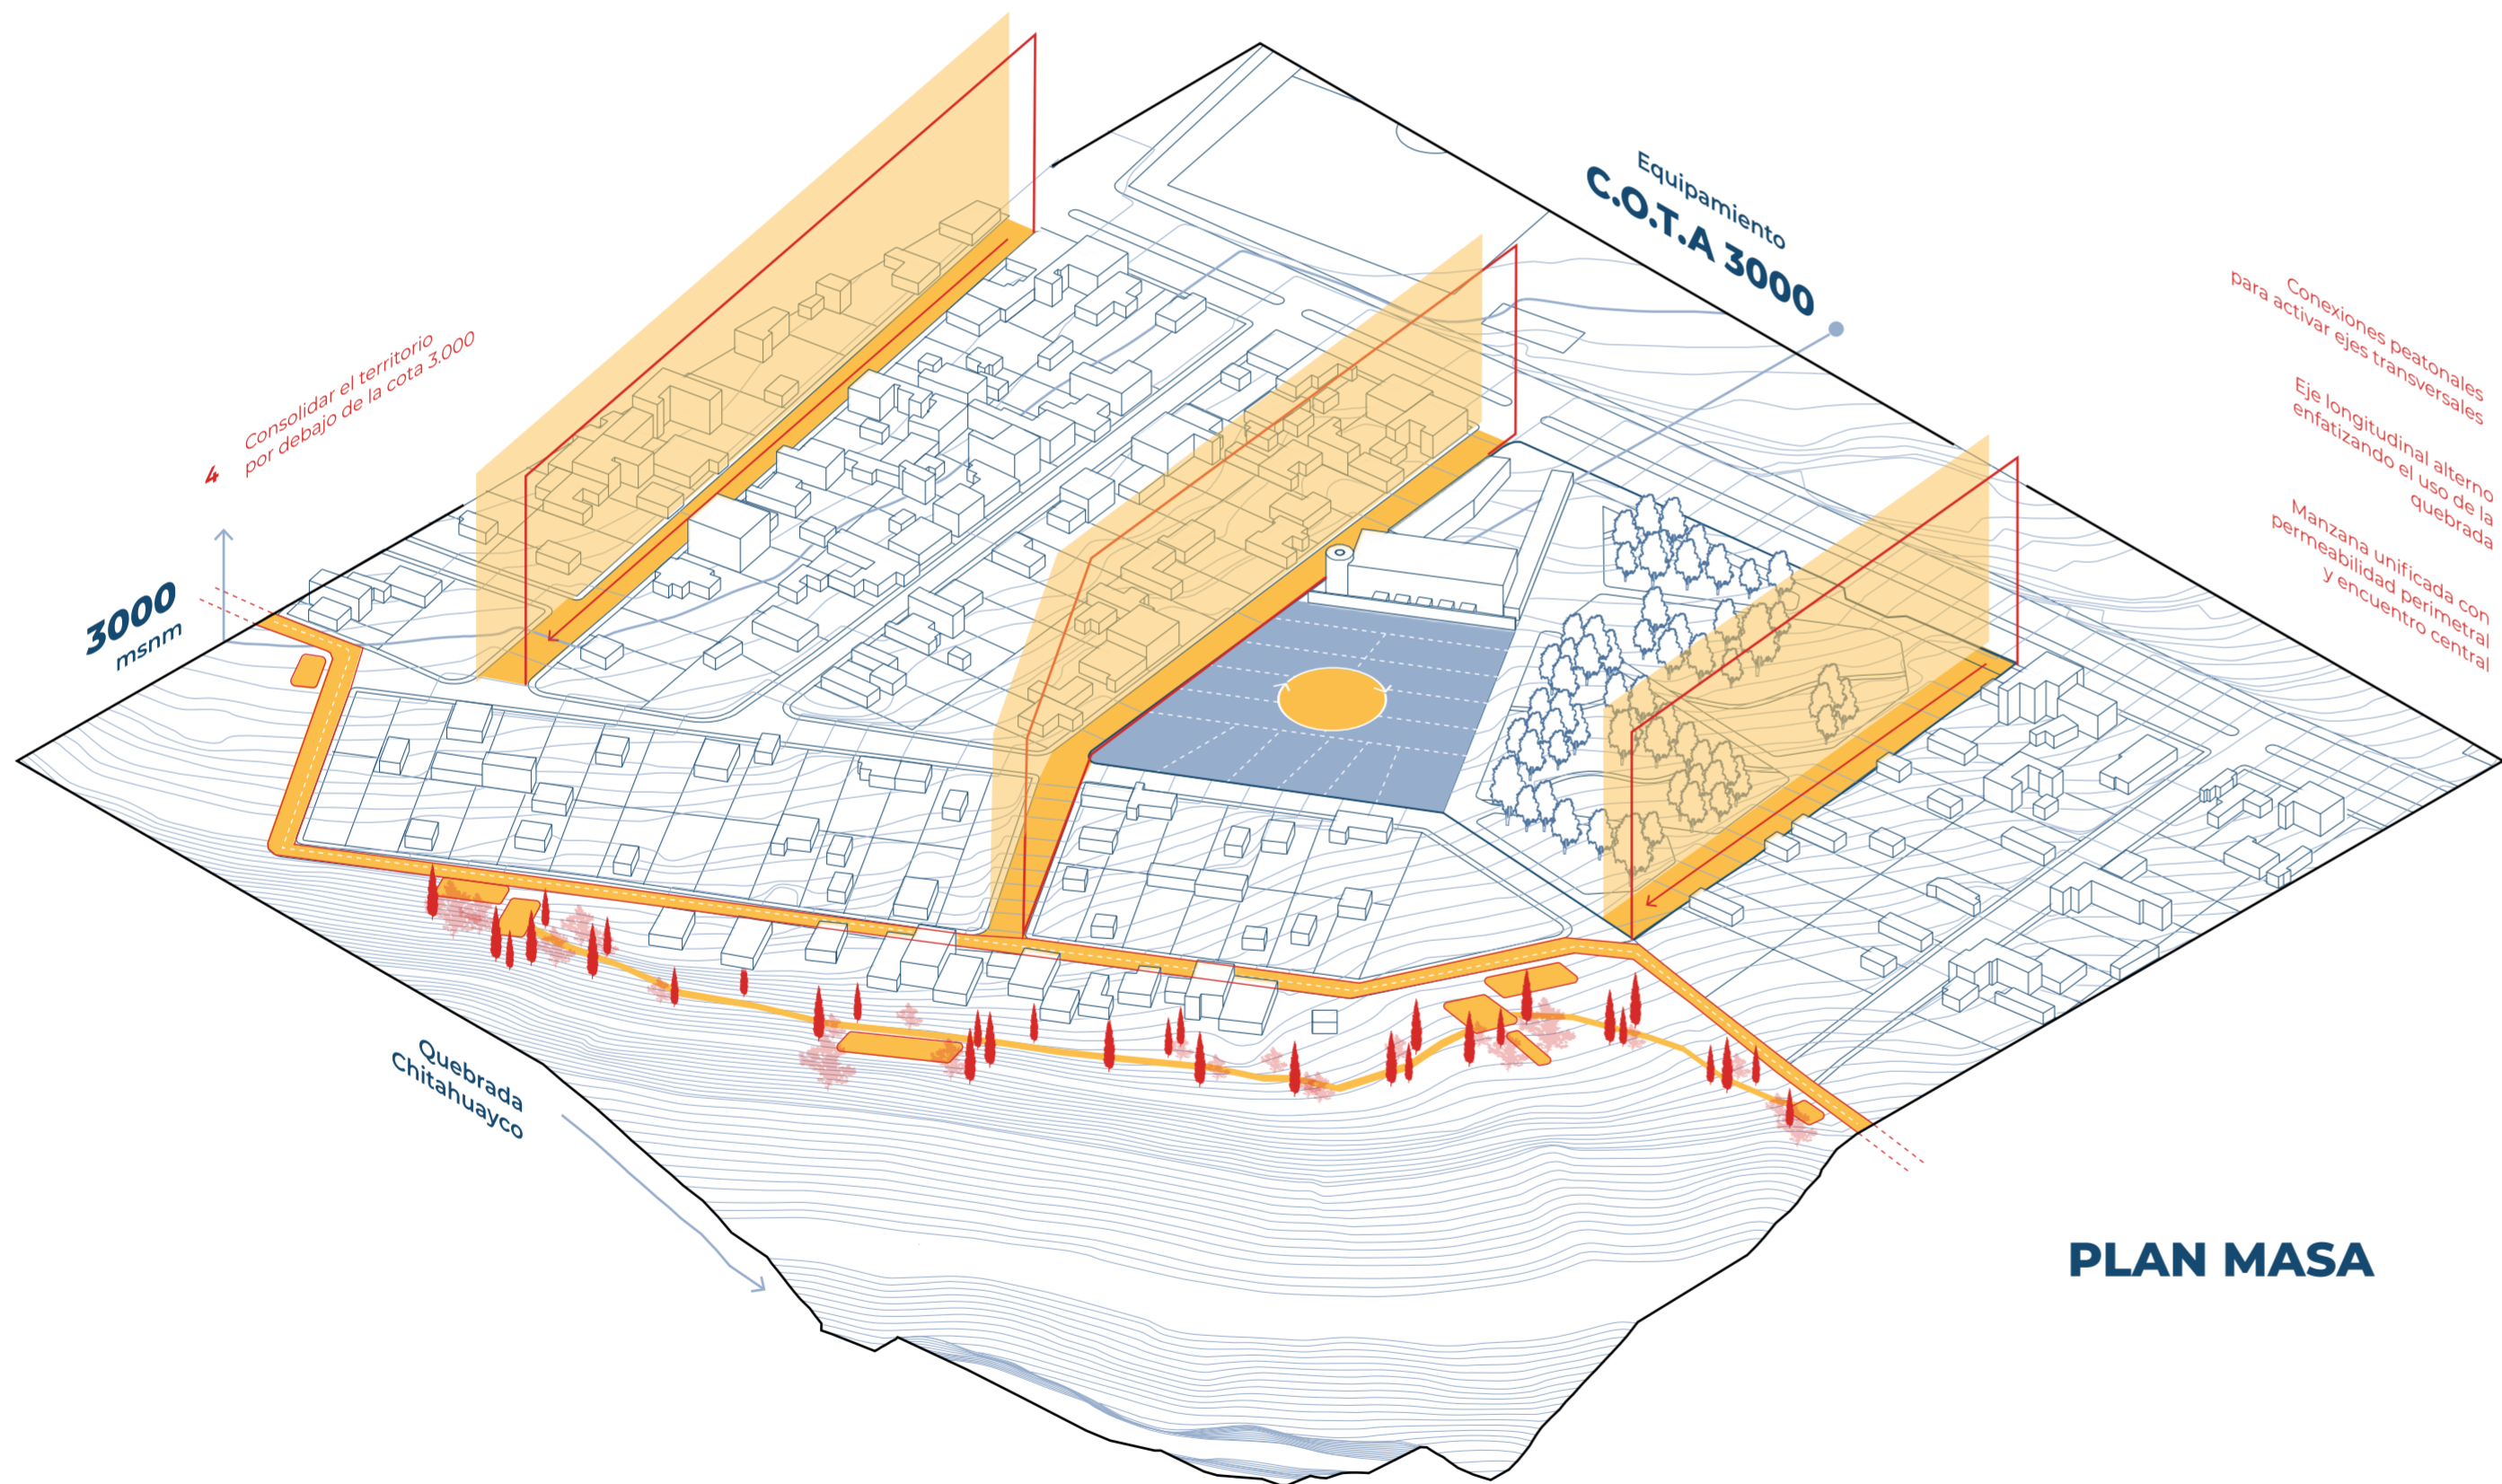 Equipamiento
C.O.T.A 3000
4
Consolidar el territorio
por debajo de la cota 3.000
3000
msnm
Conexiones peatonales
para activar ejes transversales
Eje longitudinal alterno
enfatizando el uso de la
quebrada
Manzana unificada con
permeabilidad perimetral
y encuentro central
Quebrada
Chitahuayco
PLAN MASA